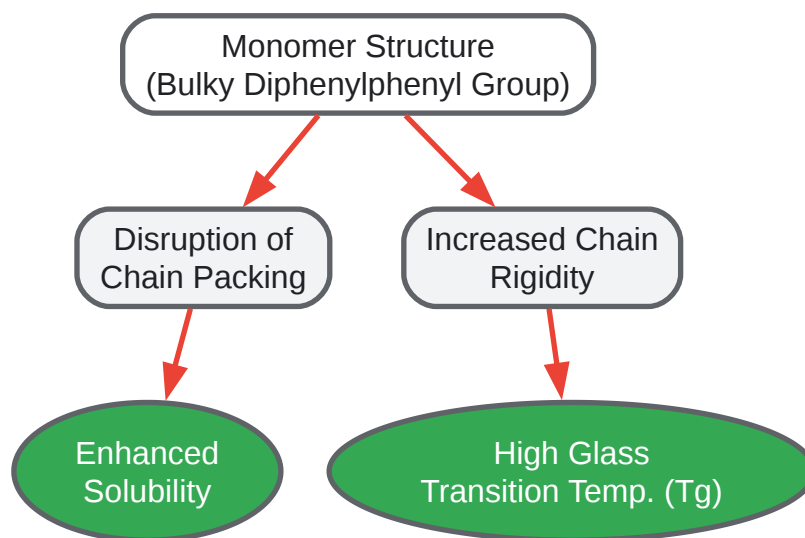 Monomer Structure
(Bulky Diphenylphenyl Group)
Disruption of
Chain Packing
Increased Chain
Rigidity
Enhanced
Solubility
High Glass
Transition Temp. (Tg)